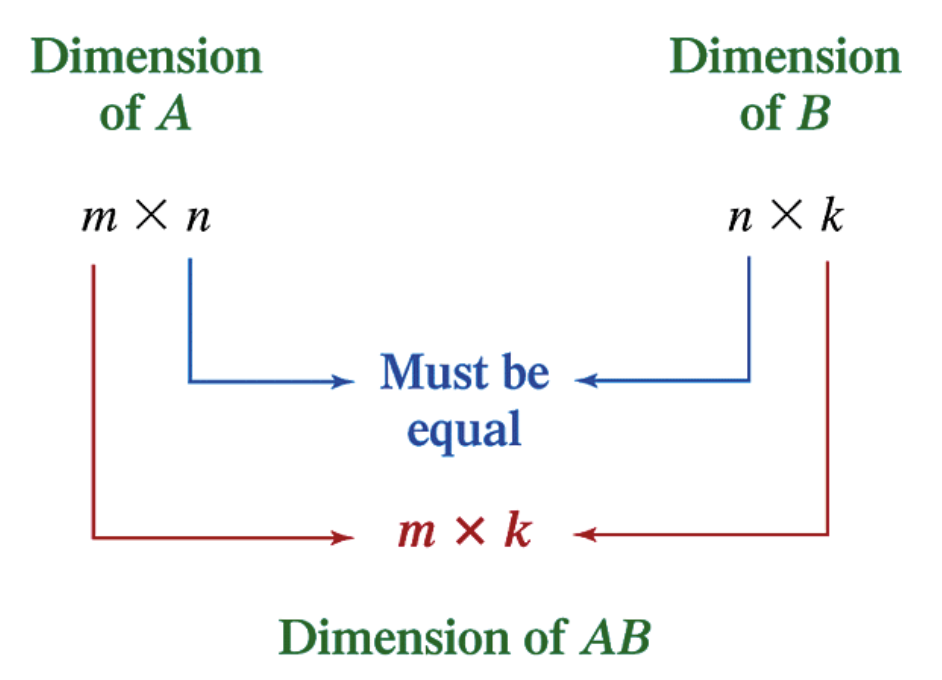 Dimension
of A
Dimension
of B
m × n
n × k
Must be
equal
m × k
Dimension of AB